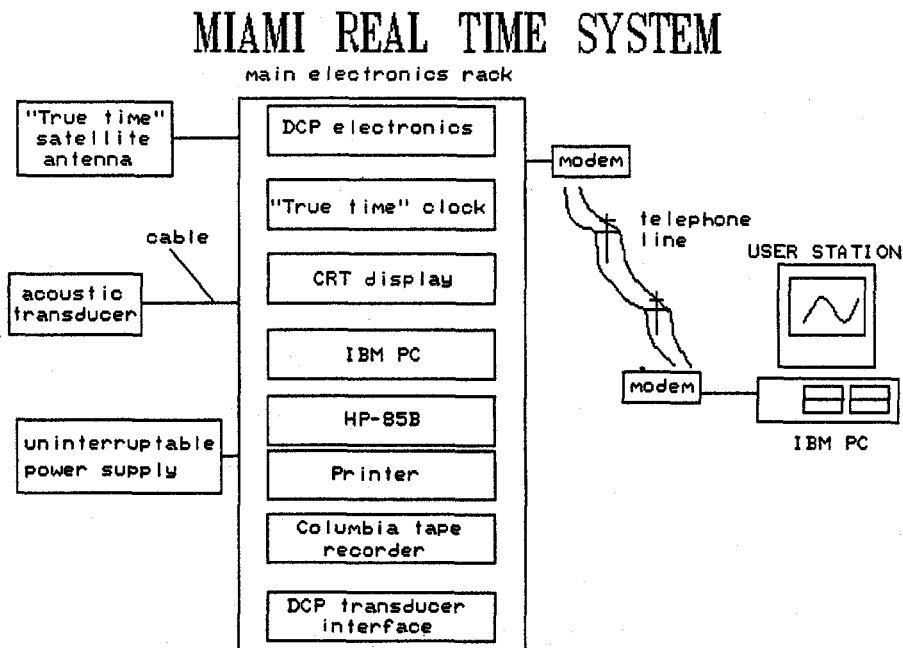 MIAMI REAL TIME SYSTEM
main electronics rack
"True time"
satellite
antenna
cable
acoustic
transducer
uninterruptable
power supply
DCP electronics
"True time" clock
CRT display
IBM PC
HP-85B
Printer
Columbia tape
recorder
DCP transducer
interface
modem
telephone
line
modem
USER STATION
IBM PC